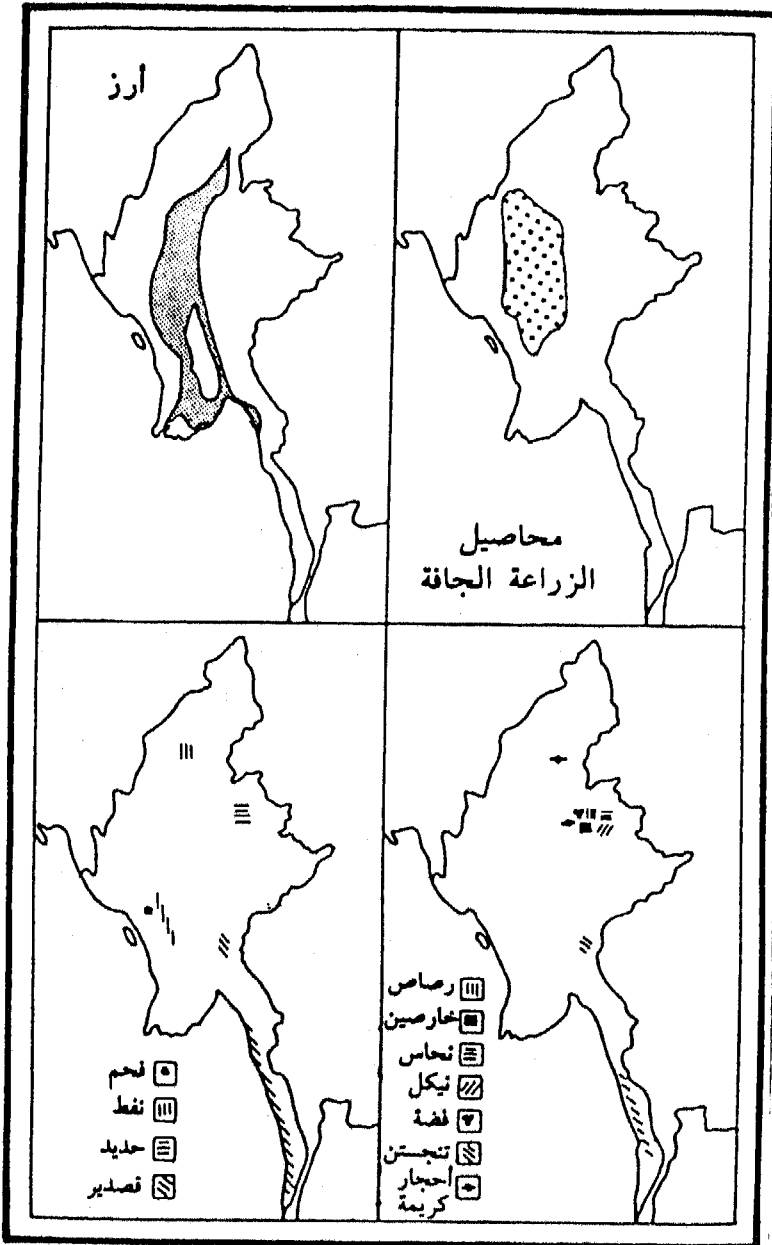 أرز
محاصيل
الزراعة الجافة
رصاص
خارصين
نحاس
نيكل
فضة
تنجستن
أحجار
كريمة
فحم
نفط
حديد
قصدير